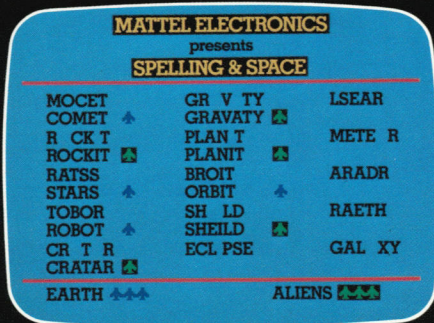 MATTEL ELECTRONICS
presents
SPELLING & SPACE
MOCET
COMET
R CK T
ROCKIT
RATSS
STARS
TOBOR
ROBOT
CR T R
CRATAR
GR V TY
GRAVATY
PLAN T
PLANIT
BROIT
ORBIT
SH LD
SHEILD
ECL PSE
LSEAR
METE R
ARADR
RAETH
GAL XY
EARTH
ALIENS